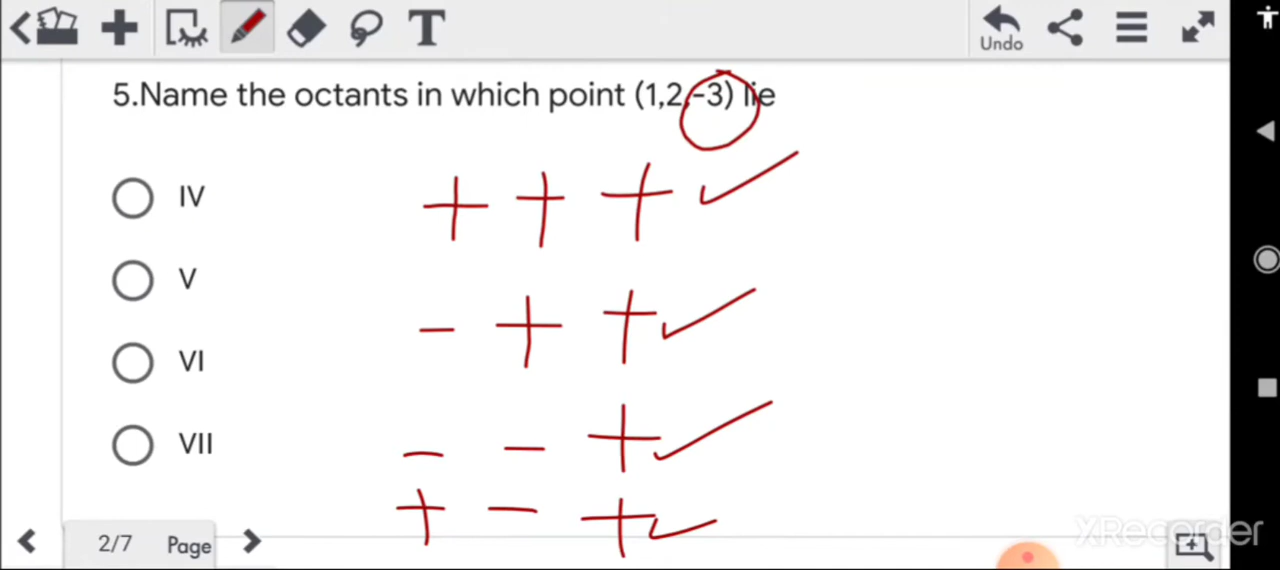 T
Undo
5.Name the octants in which point (1,2,-3) lie
IV
+ + +
V
- + +
VI
VII
- - +
+ - +
2/7 Page
XRecorder